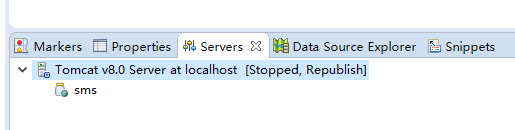 Markers Properties Servers Data Source Explorer Snippets
Tomcat v8.0 Server at localhost [Stopped, Republish]
sms